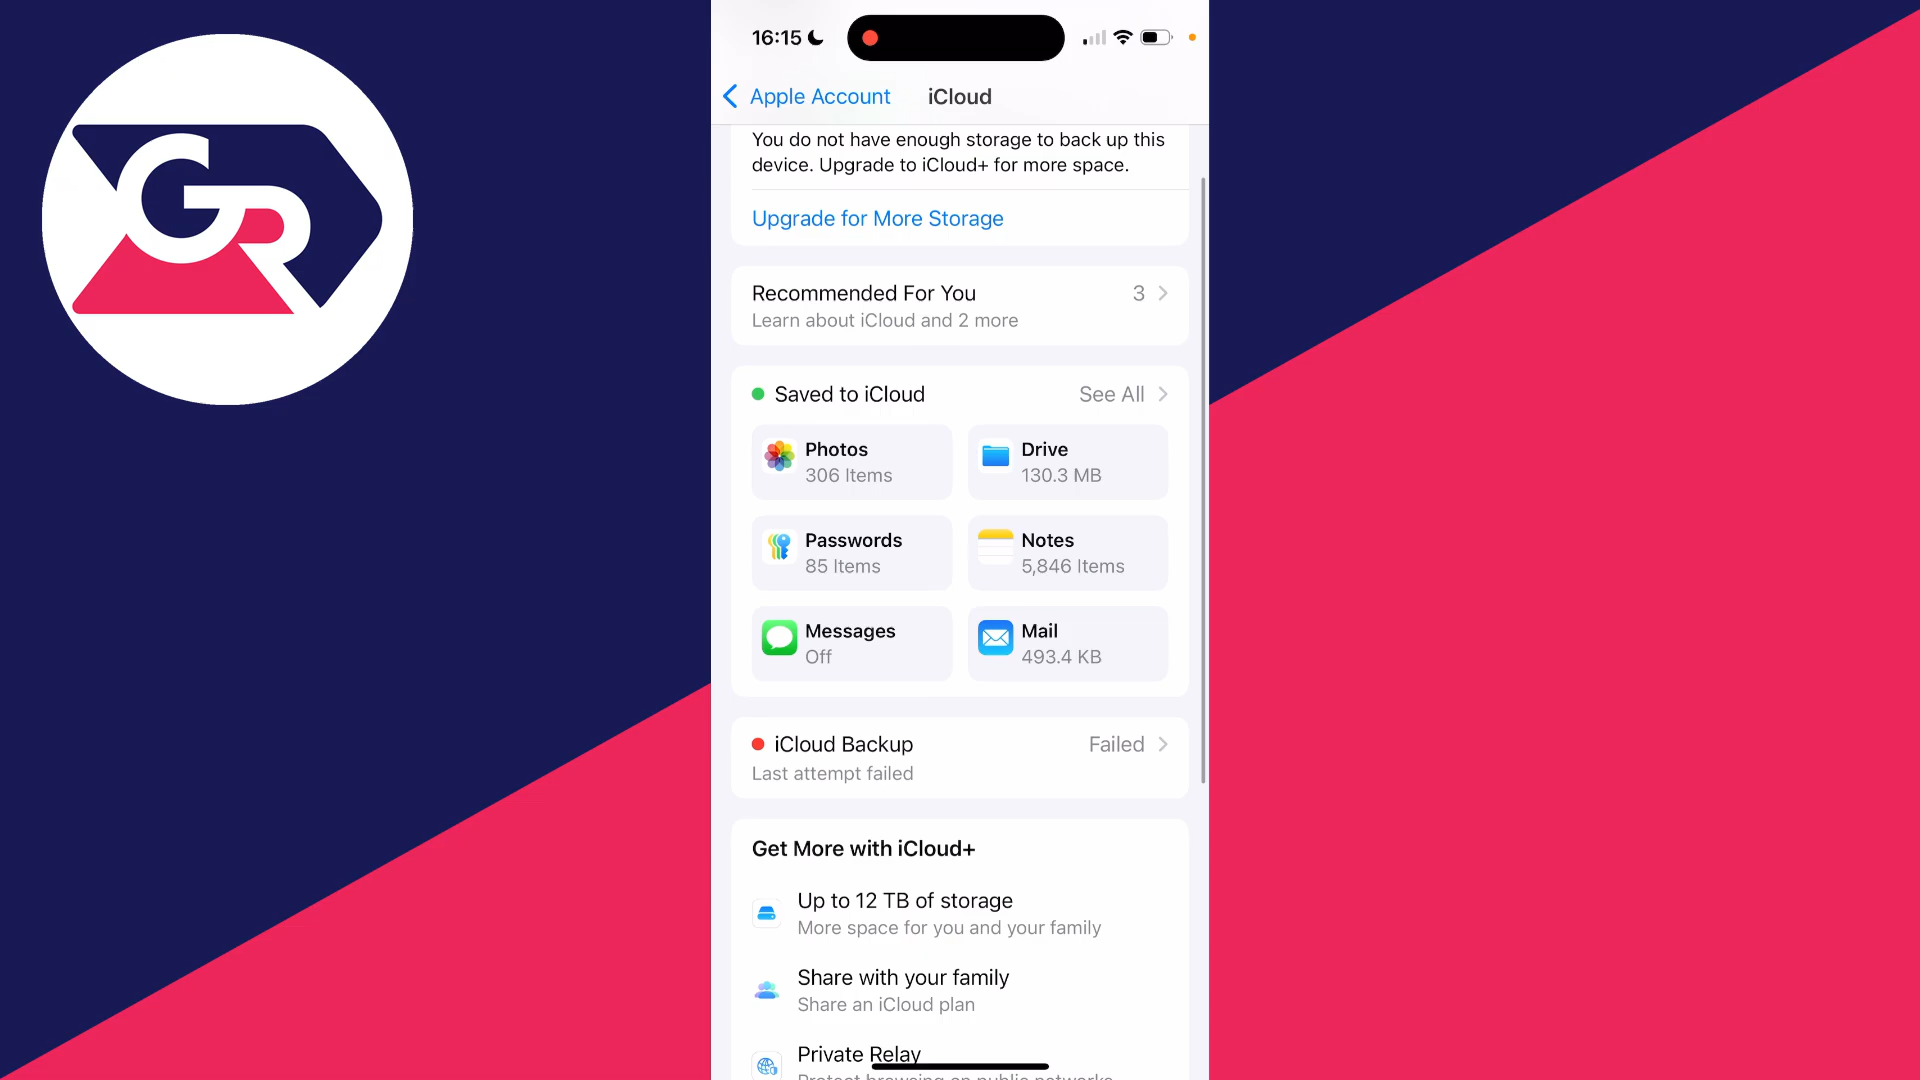 GR
16:15
Apple Account
iCloud
You do not have enough storage to back up this
device. Upgrade to iCloud+ for more space.
Upgrade for More Storage
Recommended For You
3
Learn about iCloud and 2 more
Saved to iCloud
See All
Photos
306 Items
Drive
130.3 MB
Passwords
85 Items
Notes
5,846 Items
Messages
Off
Mail
493.4 KB
iCloud Backup
Failed
Last attempt failed
Get More with iCloud+
Up to 12 TB of storage
More space for you and your family
Share with your family
Share an iCloud plan
Private Relay
Protect browsing on public networks